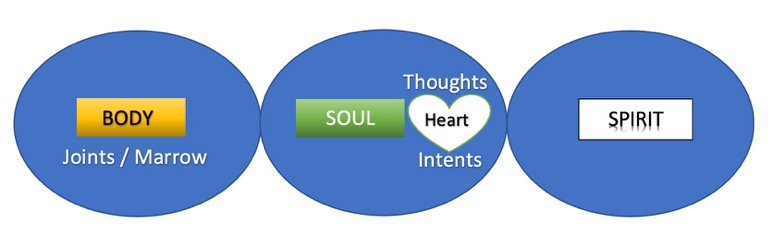 BODY
Joints / Marrow
SOUL
Thoughts
Heart
Intents
SPIRIT